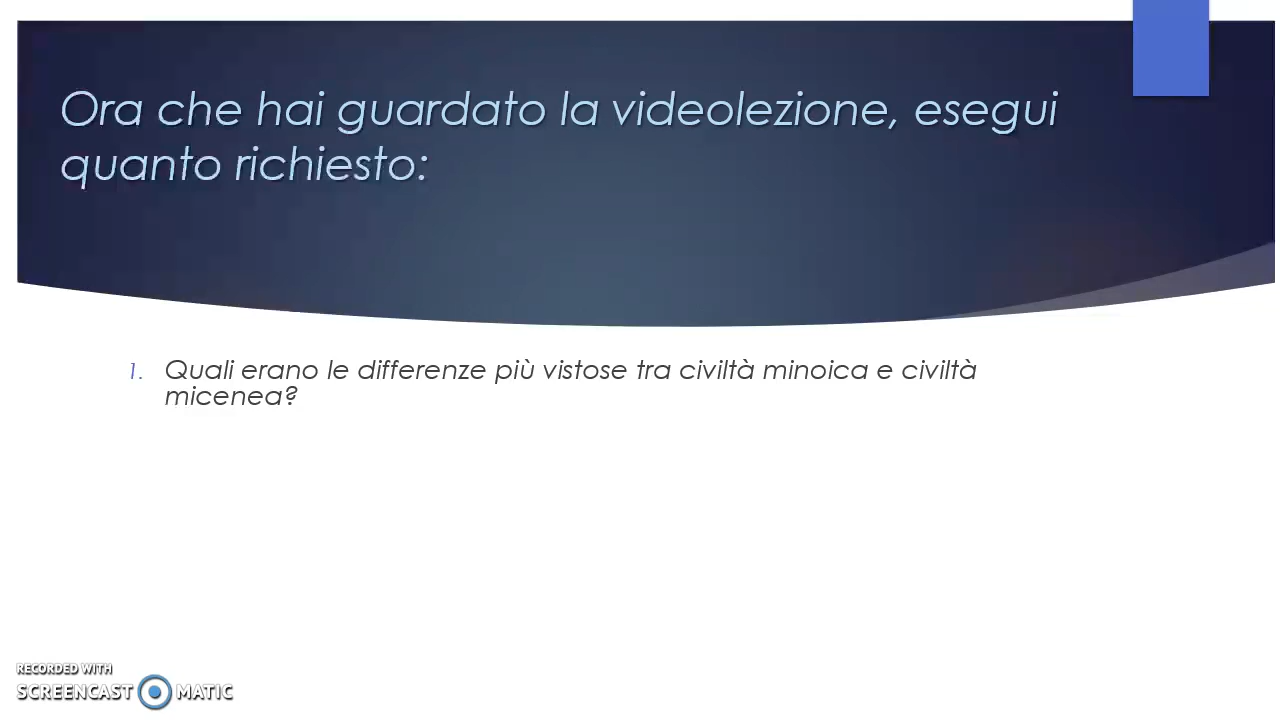 Ora che hai guardato la videolezione, esegui
quanto richiesto:
1. Quali erano le differenze più vistose tra civiltà minoica e civiltà
micenea?
RECORDED WITH
SCREENCAST MATIC